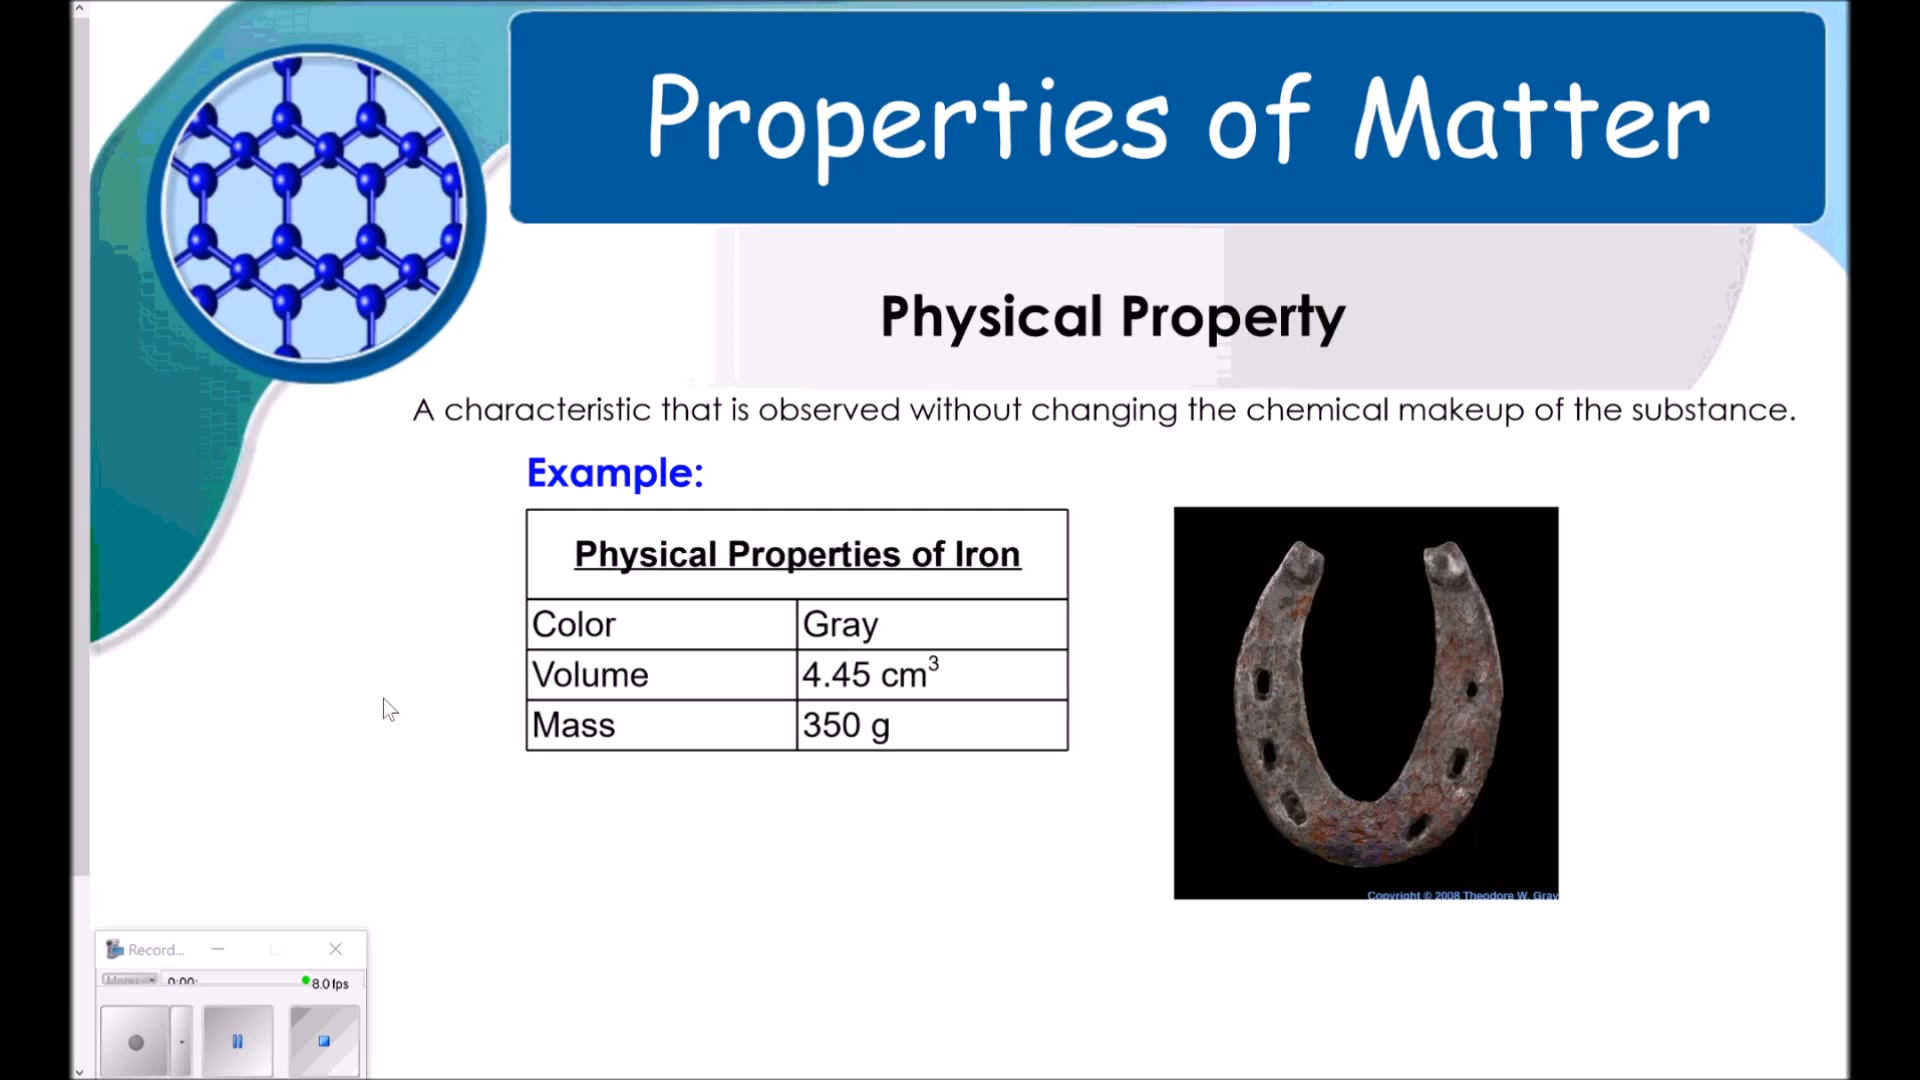 Properties of Matter
Physical Property
A characteristic that is observed without changing the chemical makeup of the substance.
Example:
Physical Properties of Iron
Color Gray
Volume 4.45 cm³
Mass 350 g
Copyright © 2008 Theodore W. Gray
Record...
Menu 0:00: 8.0 fps